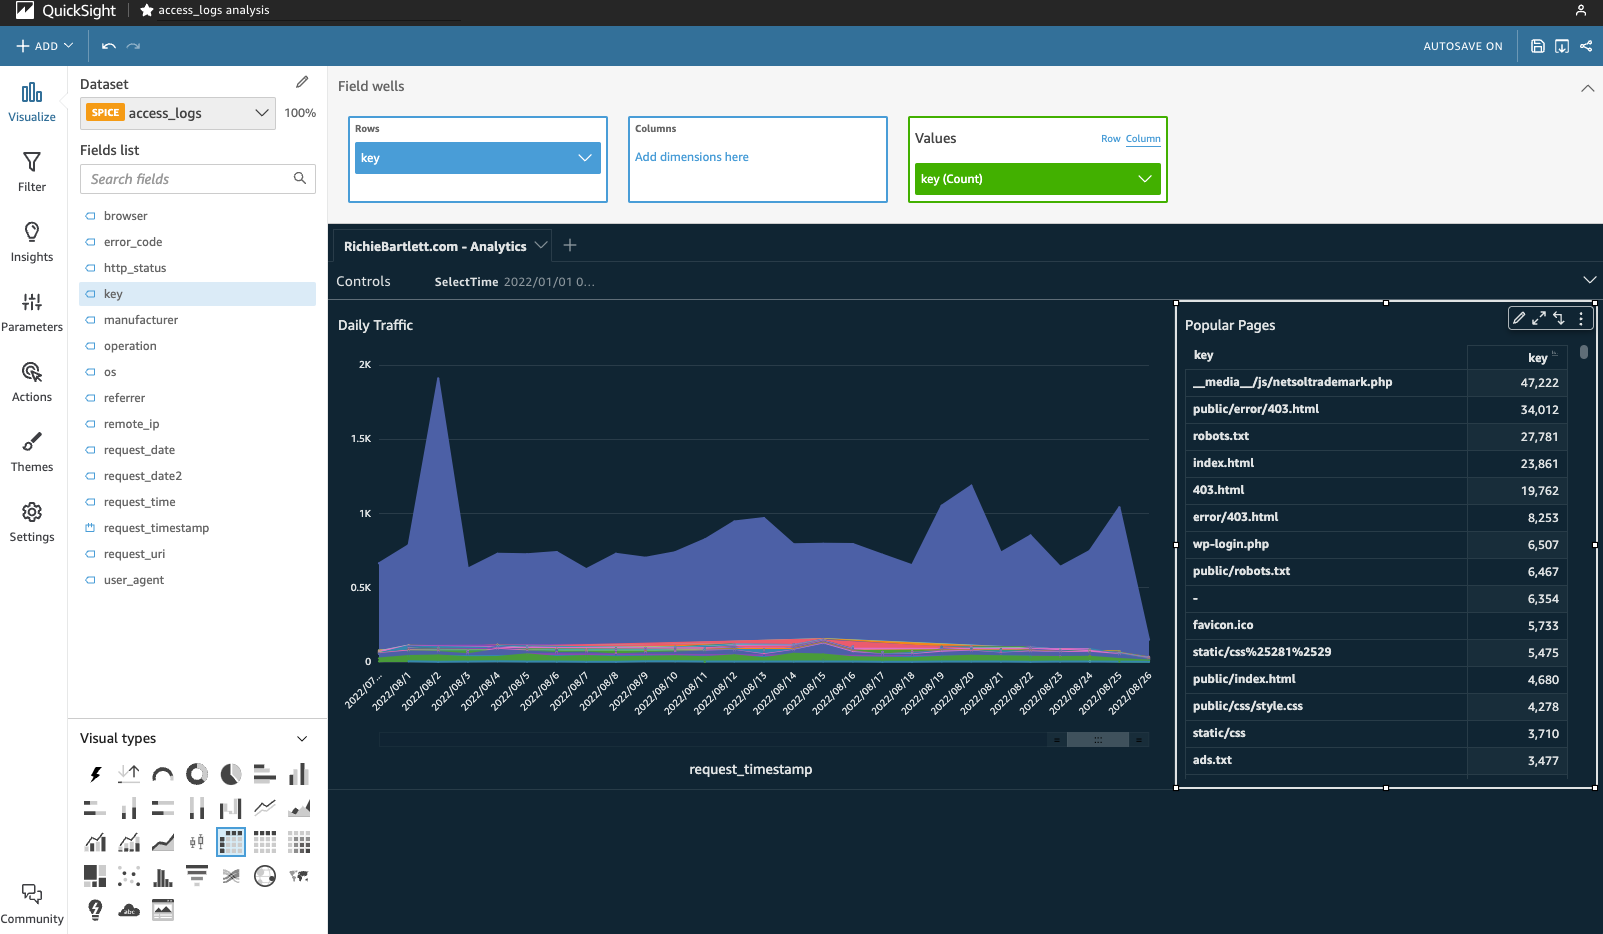 QuickSight
access_logs analysis
ADD
AUTOSAVE ON
Visualize
Filter
Insights
Parameters
Actions
Themes
Settings
Community
Dataset
SPICE access_logs 100%
Fields list
Search fields
browser
error_code
http_status
key
manufacturer
operation
os
referrer
remote_ip
request_date
request_date2
request_time
request_timestamp
request_uri
user_agent
Visual types
abc
Field wells
Rows
key
Columns
Add dimensions here
Values Row Column
key (Count)
RichieBartlett.com - Analytics
Controls SelectTime 2022/01/01 0...
Daily Traffic
2K
1.5K
1K
0.5K
0
2022/07...
2022/08/1
2022/08/2
2022/08/3
2022/08/4
2022/08/5
2022/08/6
2022/08/7
2022/08/8
2022/08/9
2022/08/10
2022/08/11
2022/08/12
2022/08/13
2022/08/14
2022/08/15
2022/08/16
2022/08/17
2022/08/18
2022/08/19
2022/08/20
2022/08/21
2022/08/22
2022/08/23
2022/08/24
2022/08/25
2022/08/26
request_timestamp
Popular Pages
key key
__media__/js/netsoltrademark.php 47,222
public/error/403.html 34,012
robots.txt 27,781
index.html 23,861
403.html 19,762
error/403.html 8,253
wp-login.php 6,507
public/robots.txt 6,467
- 6,354
favicon.ico 5,733
static/css%25281%2529 5,475
public/index.html 4,680
public/css/style.css 4,278
static/css 3,710
ads.txt 3,477